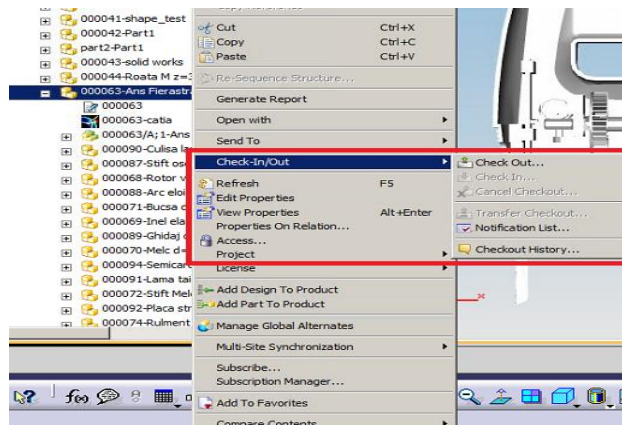 000041-shape_test
000042-Part1
part2-Part1
000043-solid works
000044-Roata M z=3
000063-Ans Fierastr
000063
000063-catia
000063/A;1-Ans
000090-Culisa la
000087-Stift os
000068-Rotor v
000088-Arc eloi
000071-Bucsa d
000069-Inel ela
000089-Ghidaj
000070-Melc d=
000094-Semicar
000091-Lama tai
000072-Stift Mel
000092-Placa str
000074-Rulment
Cut Ctrl+X
Copy Ctrl+C
Paste Ctrl+V
Re-Sequence Structure...
Generate Report
Open with
Send To
Check-In/Out
Refresh F5
Edit Properties
View Properties Alt+Enter
Properties On Relation...
Access...
Project
License
Add Design To Product
Add Part To Product
Manage Global Alternates
Multi-Site Synchronization
Subscribe...
Subscription Manager...
Add To Favorites
Compare Contents
Check Out...
Check In...
Cancel Checkout...
Transfer Checkout...
Notification List...
Checkout History...
f(x)